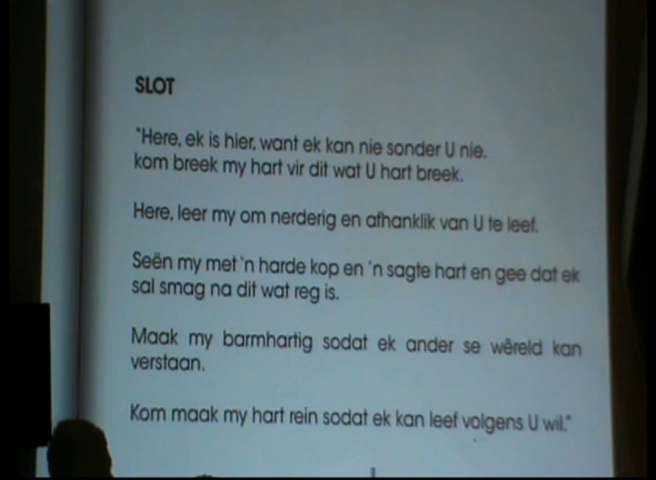 SLOT
"Here, ek is hier, want ek kan nie sonder U nie.
kom breek my hart vir dit wat U hart breek.
Here, leer my om nerderig en afhanklik van U te leef.
Seën my met 'n harde kop en 'n sagte hart en gee dat ek
sal smag na dit wat reg is.
Maak my barmhartig sodat ek ander se wêreld kan
verstaan.
Kom maak my hart rein sodat ek kan leef volgens U wil."